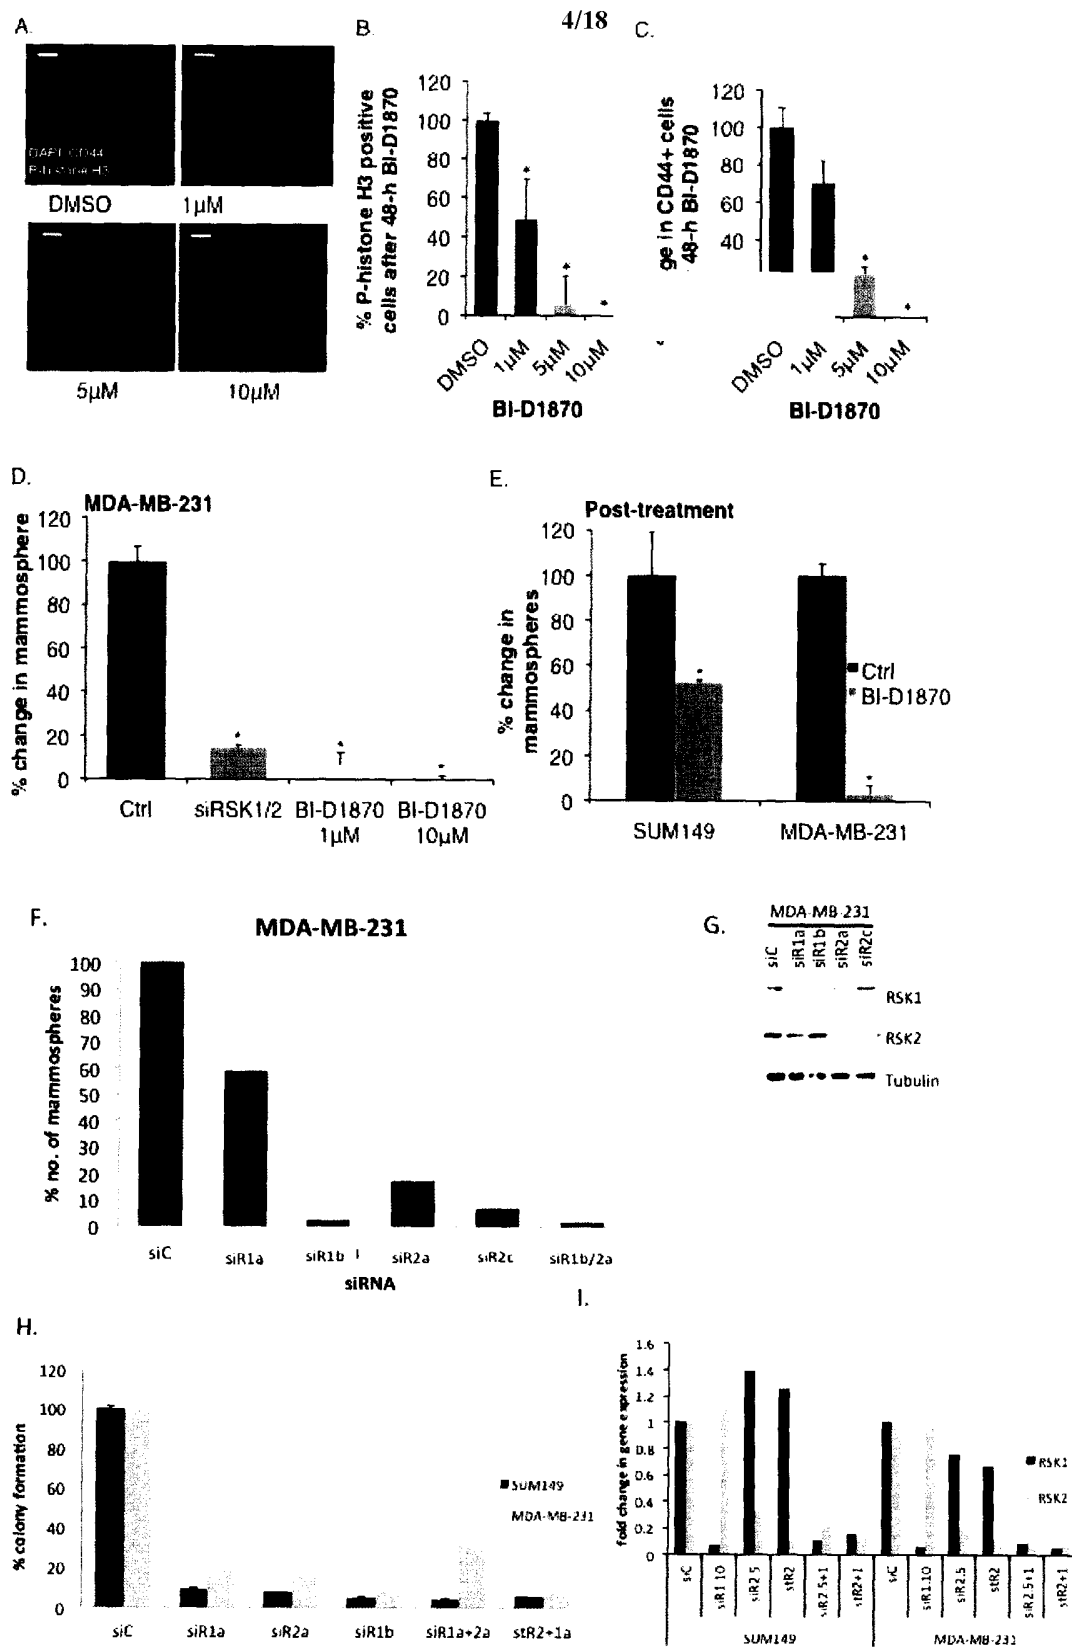 4/18
A.
DAPI CD44
P-histone H3
DMSO
1µM
5µM
10µM
B.
% P-histone H3 positive
cells after 48-h BI-D1870
120
100
80
60
40
20
0
*
*
*
DMSO
1µM
5µM
10µM
BI-D1870
C.
ge in CD44+ cells
48-h BI-D1870
120
100
80
60
40
*
*
DMSO
1µM
5µM
10µM
BI-D1870
D.
MDA-MB-231
% change in mammosphere
120
100
80
60
40
20
0
*
*
*
Ctrl
siRSK1/2
BI-D1870
1µM
BI-D1870
10µM
E.
Post-treatment
% change in
mammospheres
120
100
80
60
40
20
0
*
*
Ctrl
BI-D1870
SUM149
MDA-MB-231
F.
MDA-MB-231
% no. of mammospheres
100
90
80
70
60
50
40
30
20
10
0
siC
siR1a
siR1b
siR2a
siR2c
siR1b/2a
siRNA
G.
MDA-MB-231
siC
siR1a
siR1b
siR2a
siR2c
RSK1
RSK2
Tubulin
H.
% colony formation
120
100
80
60
40
20
0
SUM149
MDA-MB-231
siC
siR1a
siR2a
siR1b
siR1a+2a
stR2+1a
I.
fold change in gene expression
1.6
1.4
1.2
1
0.8
0.6
0.4
0.2
0
RSK1
RSK2
siC
siR1.10
siR2.5
stR2
siR2.5+1
stR2+1
siC
siR1.10
siR2.5
stR2
siR2.5+1
stR2+1
SUM149
MDA-MB-231